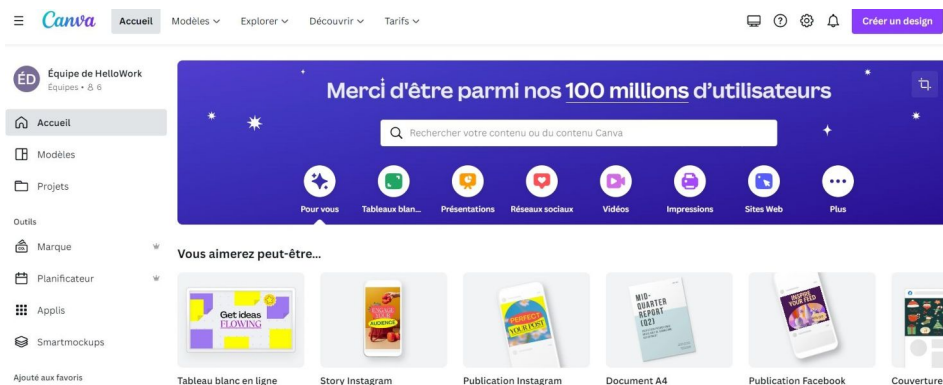 Canva
Accueil
Modèles
Explorer
Découvrir
Tarifs
Créer un design
ÉD
Équipe de HelloWork
Équipes • 6
Accueil
Modèles
Projets
Outils
Marque
Planificateur
Applis
Smartmockups
Ajouté aux favoris
Merci d'être parmi nos 100 millions d'utilisateurs
Rechercher votre contenu ou du contenu Canva
Pour vous
Tableaux blan...
Présentations
Réseaux sociaux
Vidéos
Impressions
Sites Web
Plus
Vous aimerez peut-être...
Get ideas
FLOWING
ENGAGE
YOUR
AUDIENCE
PERFECT
YOUR POST
MID-
QUARTER
REPORT
(Q2)
INSPIRE
YOUR FEED
Tableau blanc en ligne
Story Instagram
Publication Instagram
Document A4
Publication Facebook
Couverture